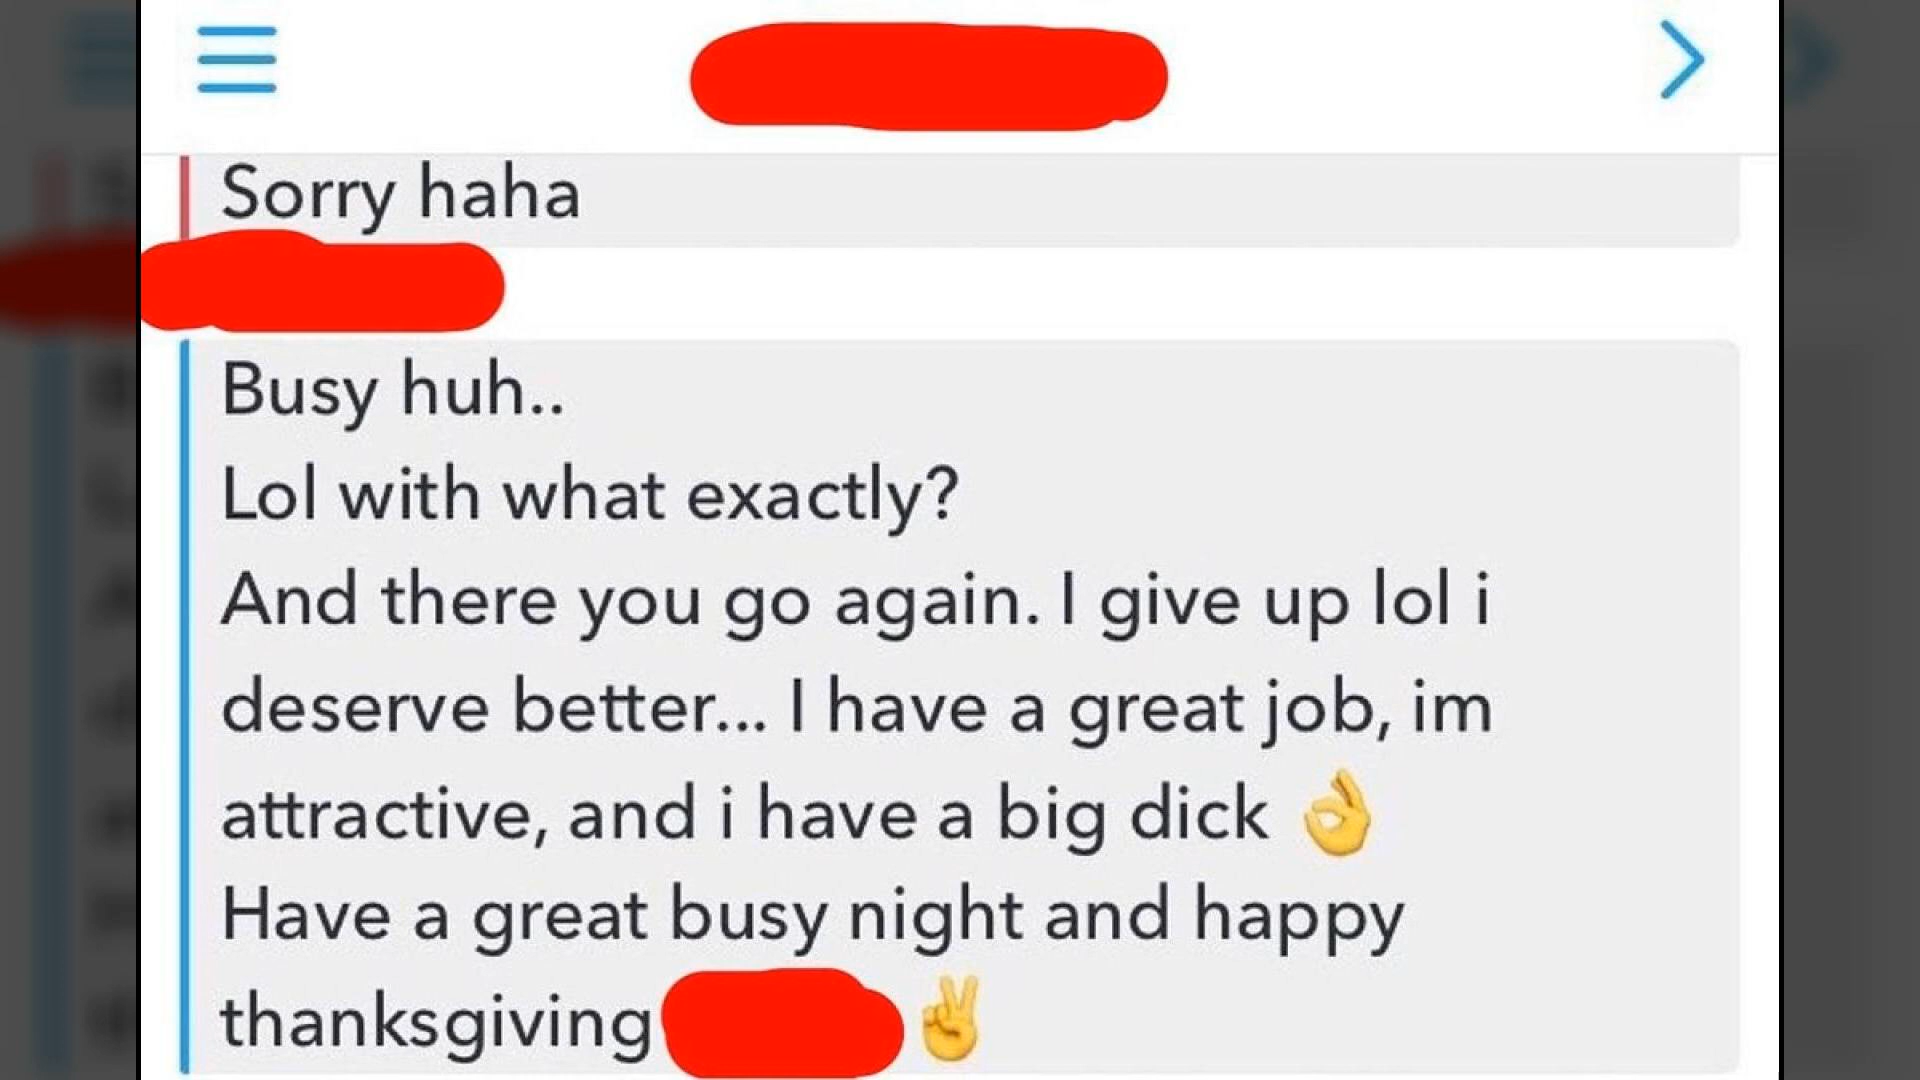 Sorry haha
Busy huh..
Lol with what exactly?
And there you go again. I give up lol i
deserve better... I have a great job, im
attractive, and i have a big dick 👌
Have a great busy night and happy
thanksgiving ✌️